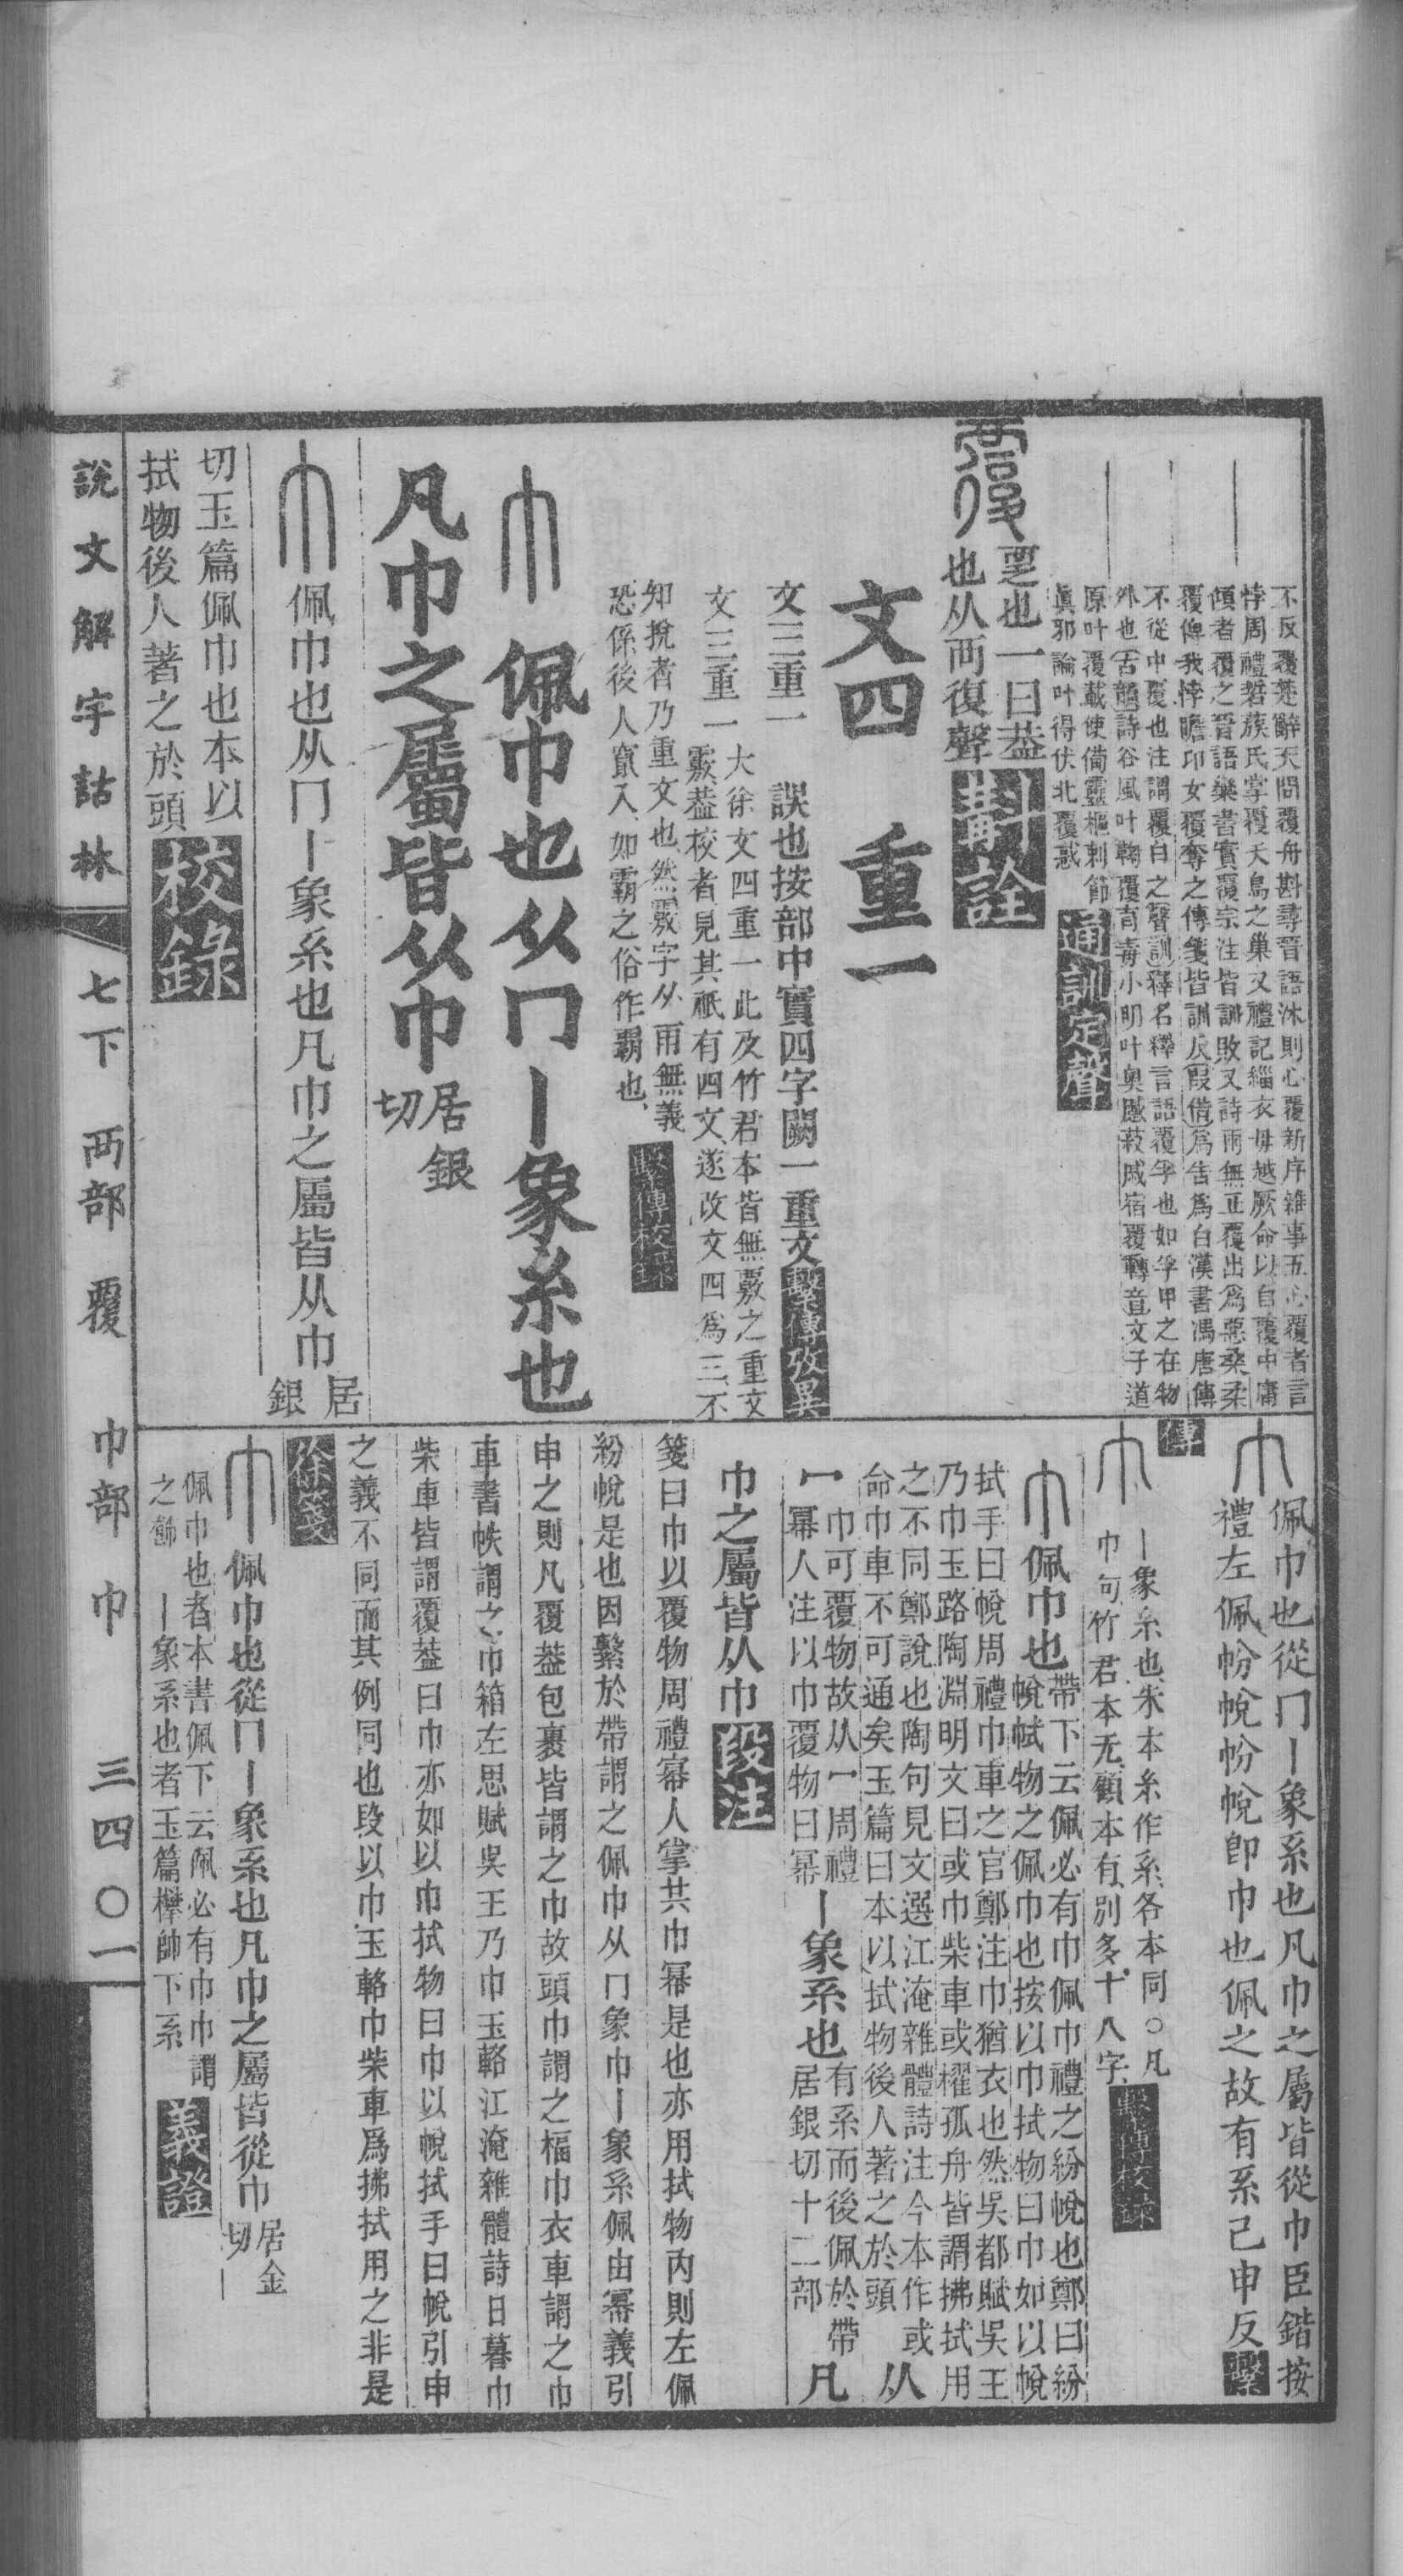 不反覆楚辭天問覆舟斟尋晉語沐則心覆新序雜事五心覆者言
悖周禮硩蔟氏掌覆夭鳥之巢又禮記緇衣毋越厥命以自覆中庸
傾者覆之晉語欒書實覆宗注皆訓敗又詩雨無正覆出爲惡桑柔
覆俾我悖瞻卬女覆奪之傳箋皆訓反 叚借 爲
白漢書馮唐傳
不從中覆也注謂覆白之 聲訓 釋名釋言語覆孚也如孚甲之在物
外也 古韻 詩谷風叶鞠覆育毒小明叶奧蹙菽戚宿覆 轉音 文子道
原叶覆載使備靈樞刺節
眞邪論叶得伏北覆惑
通訓定聲
覆 覂也一曰葢
也从襾復聲
斠詮
文四 重一
文三重一 誤也按部中實四字闕一重文
繫傳攷異
文三重一 大徐文四重一此及竹君本皆無覈之重文
覈葢校者見其祇有四文遂改文四爲三不
知挩者乃重文也然覈字从雨無義
恐係後人竄入如霸之俗作覇也
繫傳校錄
巾 佩巾也从冂丨象糸也
凡巾之屬皆从巾 居銀
切
巾 佩巾也从冂丨象糸也凡巾之屬皆从巾 居
銀
切玉篇佩巾也本以
拭物後人著之於頭
校錄
說文解字詁林 七下 襾部 覆 巾部 巾 三四〇一
巾 佩巾也從冂丨象系也凡巾之屬皆從巾臣鍇按
禮左佩帉帨帉帨卽巾也佩之故有系己申反
繫
傳
巾 丨象糸也朱本糸作系各本同○凡
巾句竹君本无顧本有別多十八字
繫傳校錄
巾 佩巾也 帶下云佩必有巾佩巾禮之紛帨也鄭曰紛
帨拭物之佩巾也按以巾拭物曰巾如以帨
拭手曰帨周禮巾車之官鄭注巾猶衣也然吳都賦吳王
乃巾玉路陶淵明文曰或巾柴車或櫂孤舟皆謂拂拭用
之不同鄭說也陶句見文選江淹雜體詩注今本作或
命巾車不可通矣玉篇曰本以拭物後人著之於頭
从
冖 巾可覆物故从冖周禮
冪人注以巾覆物曰冪
丨象系也 有系而後佩於帶
居銀切十二部
凡
巾之屬皆从巾
段注
箋曰巾以覆物周禮冪人掌共巾冪是也亦用拭物內則左佩
紛帨是也因繫於帶謂之佩巾从冂象巾丨象系佩由冪義引
申之則凡覆葢包裹皆謂之巾故頭巾謂之楅巾衣車謂之巾
車書帙謂之巾箱左思賦吳王乃巾玉輅江淹雜體詩日暮巾
柴車皆謂覆葢曰巾亦如以巾拭物曰巾以帨拭手曰帨引申
之義不同而其例同也段以巾玉輅巾柴車爲拂拭用之非是
徐箋
巾 佩巾也從冂丨象系也凡巾之屬皆從巾 居金
切
佩巾也者本書佩下云佩必有巾巾謂
之飾 丨象系也者玉篇櫸師下系
義證